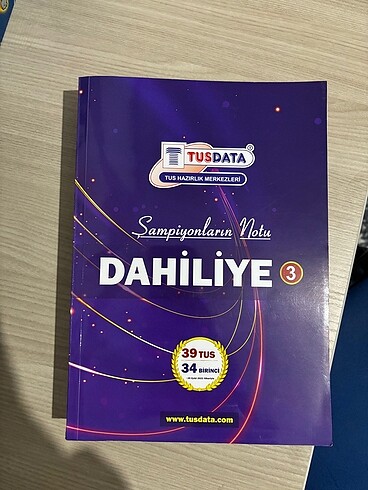 TUSDATA
TUS HAZIRLIK MERKEZLERİ
Şampiyonların Notu
DAHİLİYE 3
39 TUS
34 BİRİNCİ
www.tusdata.com